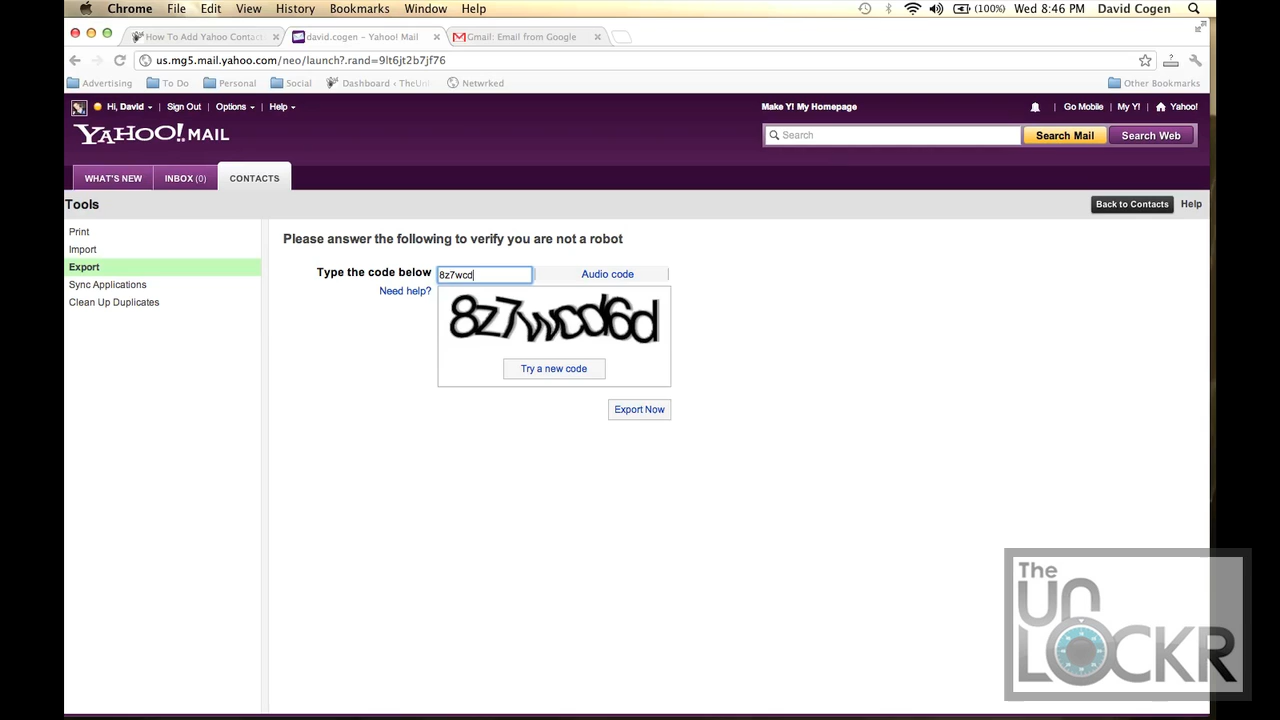 Chrome File Edit View History Bookmarks Window Help (100%) Wed 8:46 PM David Cogen
How To Add Yahoo Contact david.cogen – Yahoo! Mail Gmail: Email from Google
us.mg5.mail.yahoo.com/neo/launch?.rand=9lt6jt2b7jf76
Advertising To Do Personal Social Dashboard ‹ TheUn Netwrked Other Bookmarks
Hi, David Sign Out Options Help Make Y! My Homepage Go Mobile My Y! Yahoo!
YAHOO! MAIL Search Search Mail Search Web
WHAT'S NEW INBOX (0) CONTACTS
Tools Back to Contacts Help
Print
Import
Export
Sync Applications
Clean Up Duplicates
Please answer the following to verify you are not a robot
Type the code below 8z7wcd Audio code
Need help?
8z7wcd6d
Try a new code
Export Now
The
UN
LOCKR